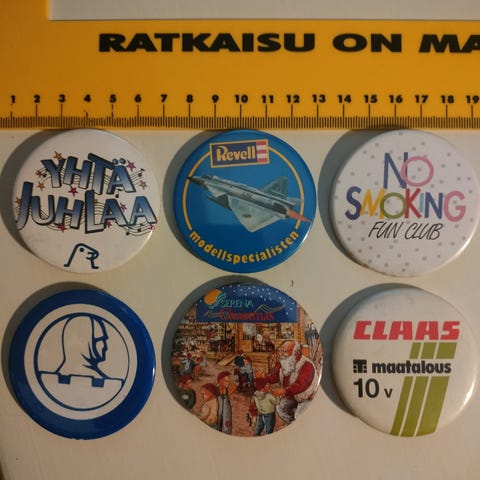 RATKAISU ON MA
1 2 3 4 5 6 7 8 9 10 11 12 13 14 15 16 17 18 19
YHTÄ
JUHLAA
Revell
modellspecialisten
NO
SMOKING
FUN CLUB
SERENA
CLAAS
maatalous
10 v